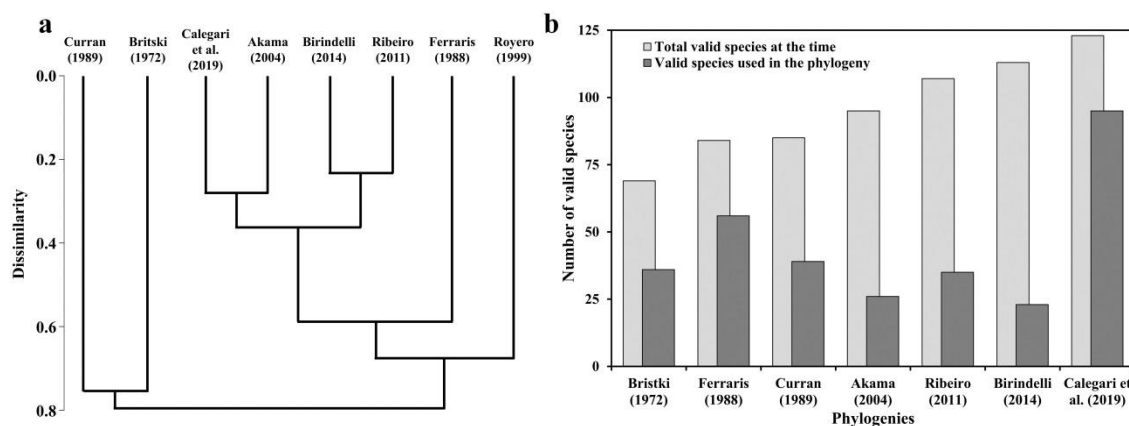 a
Curran
(1989)
Britski
(1972)
Calegari
et al.
(2019)
Akama
(2004)
Birindelli
(2014)
Ribeiro
(2011)
Ferraris
(1988)
Royero
(1999)
0.0
0.2
0.4
0.6
0.8
Dissimilarity
b
125
100
75
50
25
0
Number of valid species
Total valid species at the time
Valid species used in the phylogeny
Bristki
(1972)
Ferraris
(1988)
Curran
(1989)
Akama
(2004)
Ribeiro
(2011)
Birindelli
(2014)
Calegari et
al. (2019)
Phylogenies